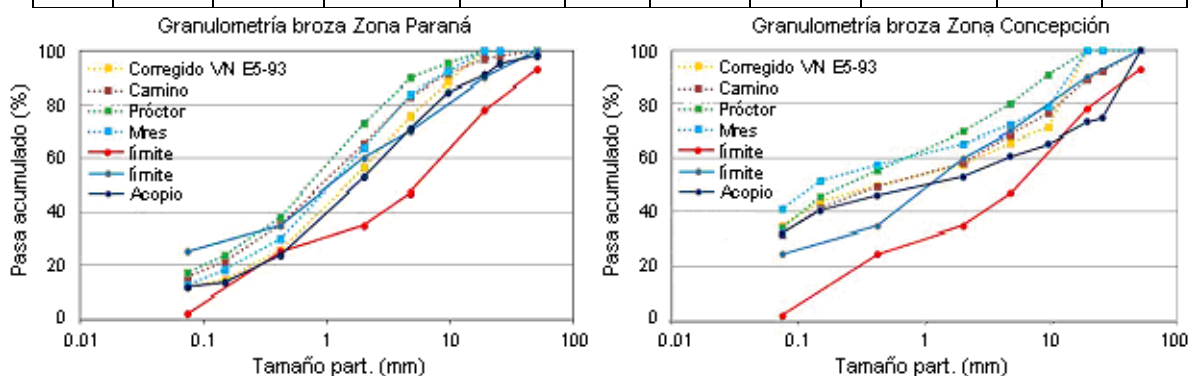 Granulometría broza Zona Paraná
100
80
60
40
20
0
Pasa acumulado (%)
Corregido VN E5-93
Camino
Próctor
Mres
límite
límite
Acopio
0.01
0.1
1
10
100
Tamaño part. (mm)
Granulometría broza Zona Concepción
100
80
60
40
20
0
Pasa acumulado (%)
Corregido VN E5-93
Camino
Próctor
Mres
límite
límite
Acopio
0.01
0.1
1
10
100
Tamaño part. (mm)